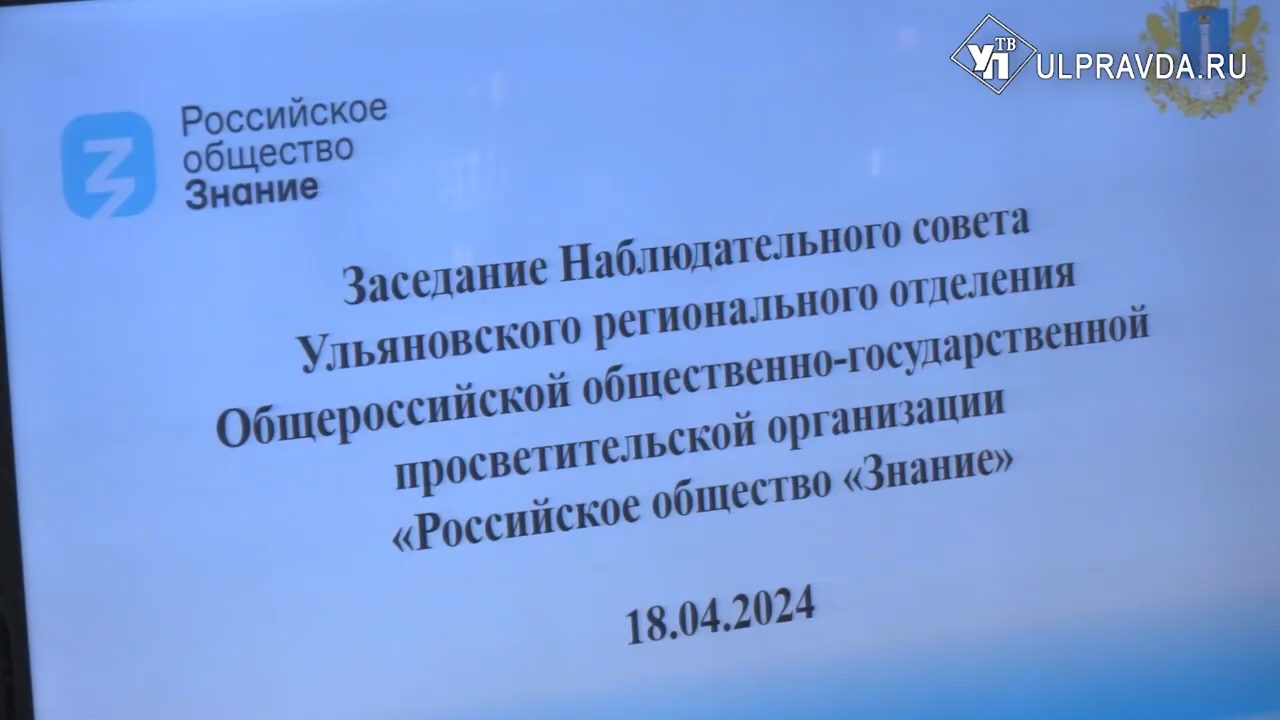 УП ТВ
ULPRAVDA.RU
Российское
общество
Знание
Заседание Наблюдательного совета
Ульяновского регионального отделения
Общероссийской общественно-государственной
просветительской организации
«Российское общество «Знание»
18.04.2024